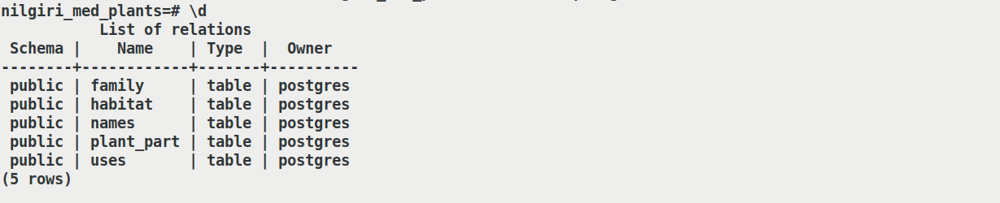 nilgiri_med_plants=# \d
           List of relations
 Schema |    Name    | Type  |  Owner
--------+------------+-------+----------
 public | family     | table | postgres
 public | habitat    | table | postgres
 public | names      | table | postgres
 public | plant_part | table | postgres
 public | uses       | table | postgres
(5 rows)